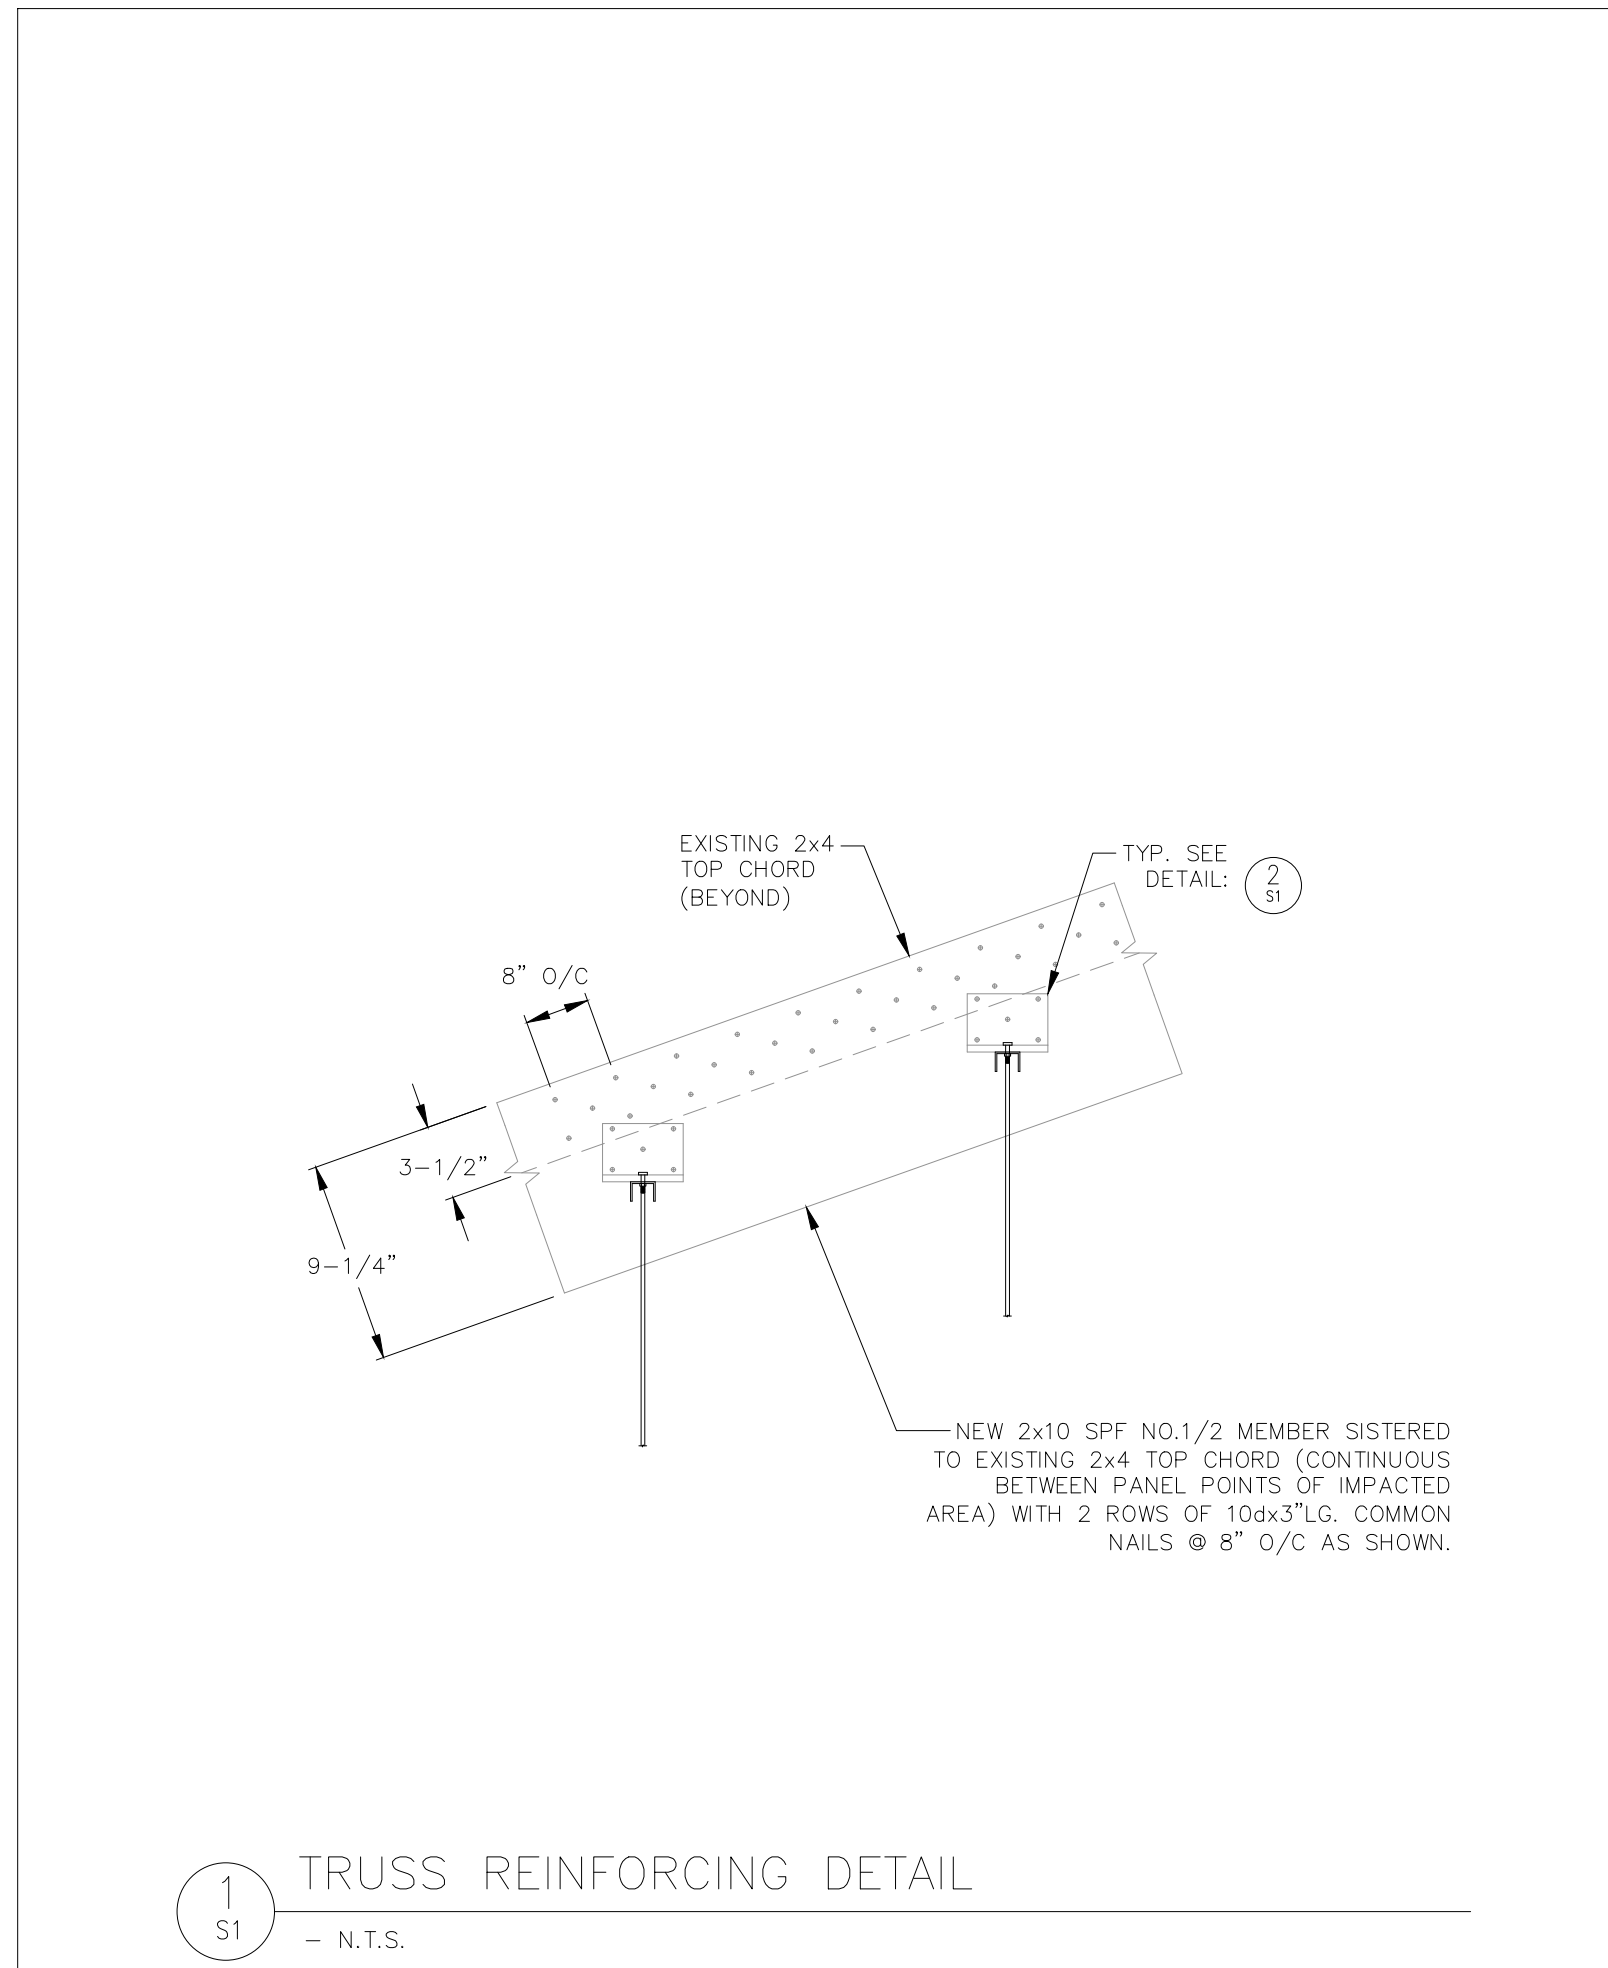 EXISTING 2x4
TOP CHORD
(BEYOND)
TYP. SEE
DETAIL:
2
S1
8" O/C
3-1/2"
9-1/4"
NEW 2x10 SPF NO.1/2 MEMBER SISTERED
TO EXISTING 2x4 TOP CHORD (CONTINUOUS
BETWEEN PANEL POINTS OF IMPACTED
AREA) WITH 2 ROWS OF 10dx3"LG. COMMON
NAILS @ 8" O/C AS SHOWN.
1
S1
TRUSS REINFORCING DETAIL
- N.T.S.